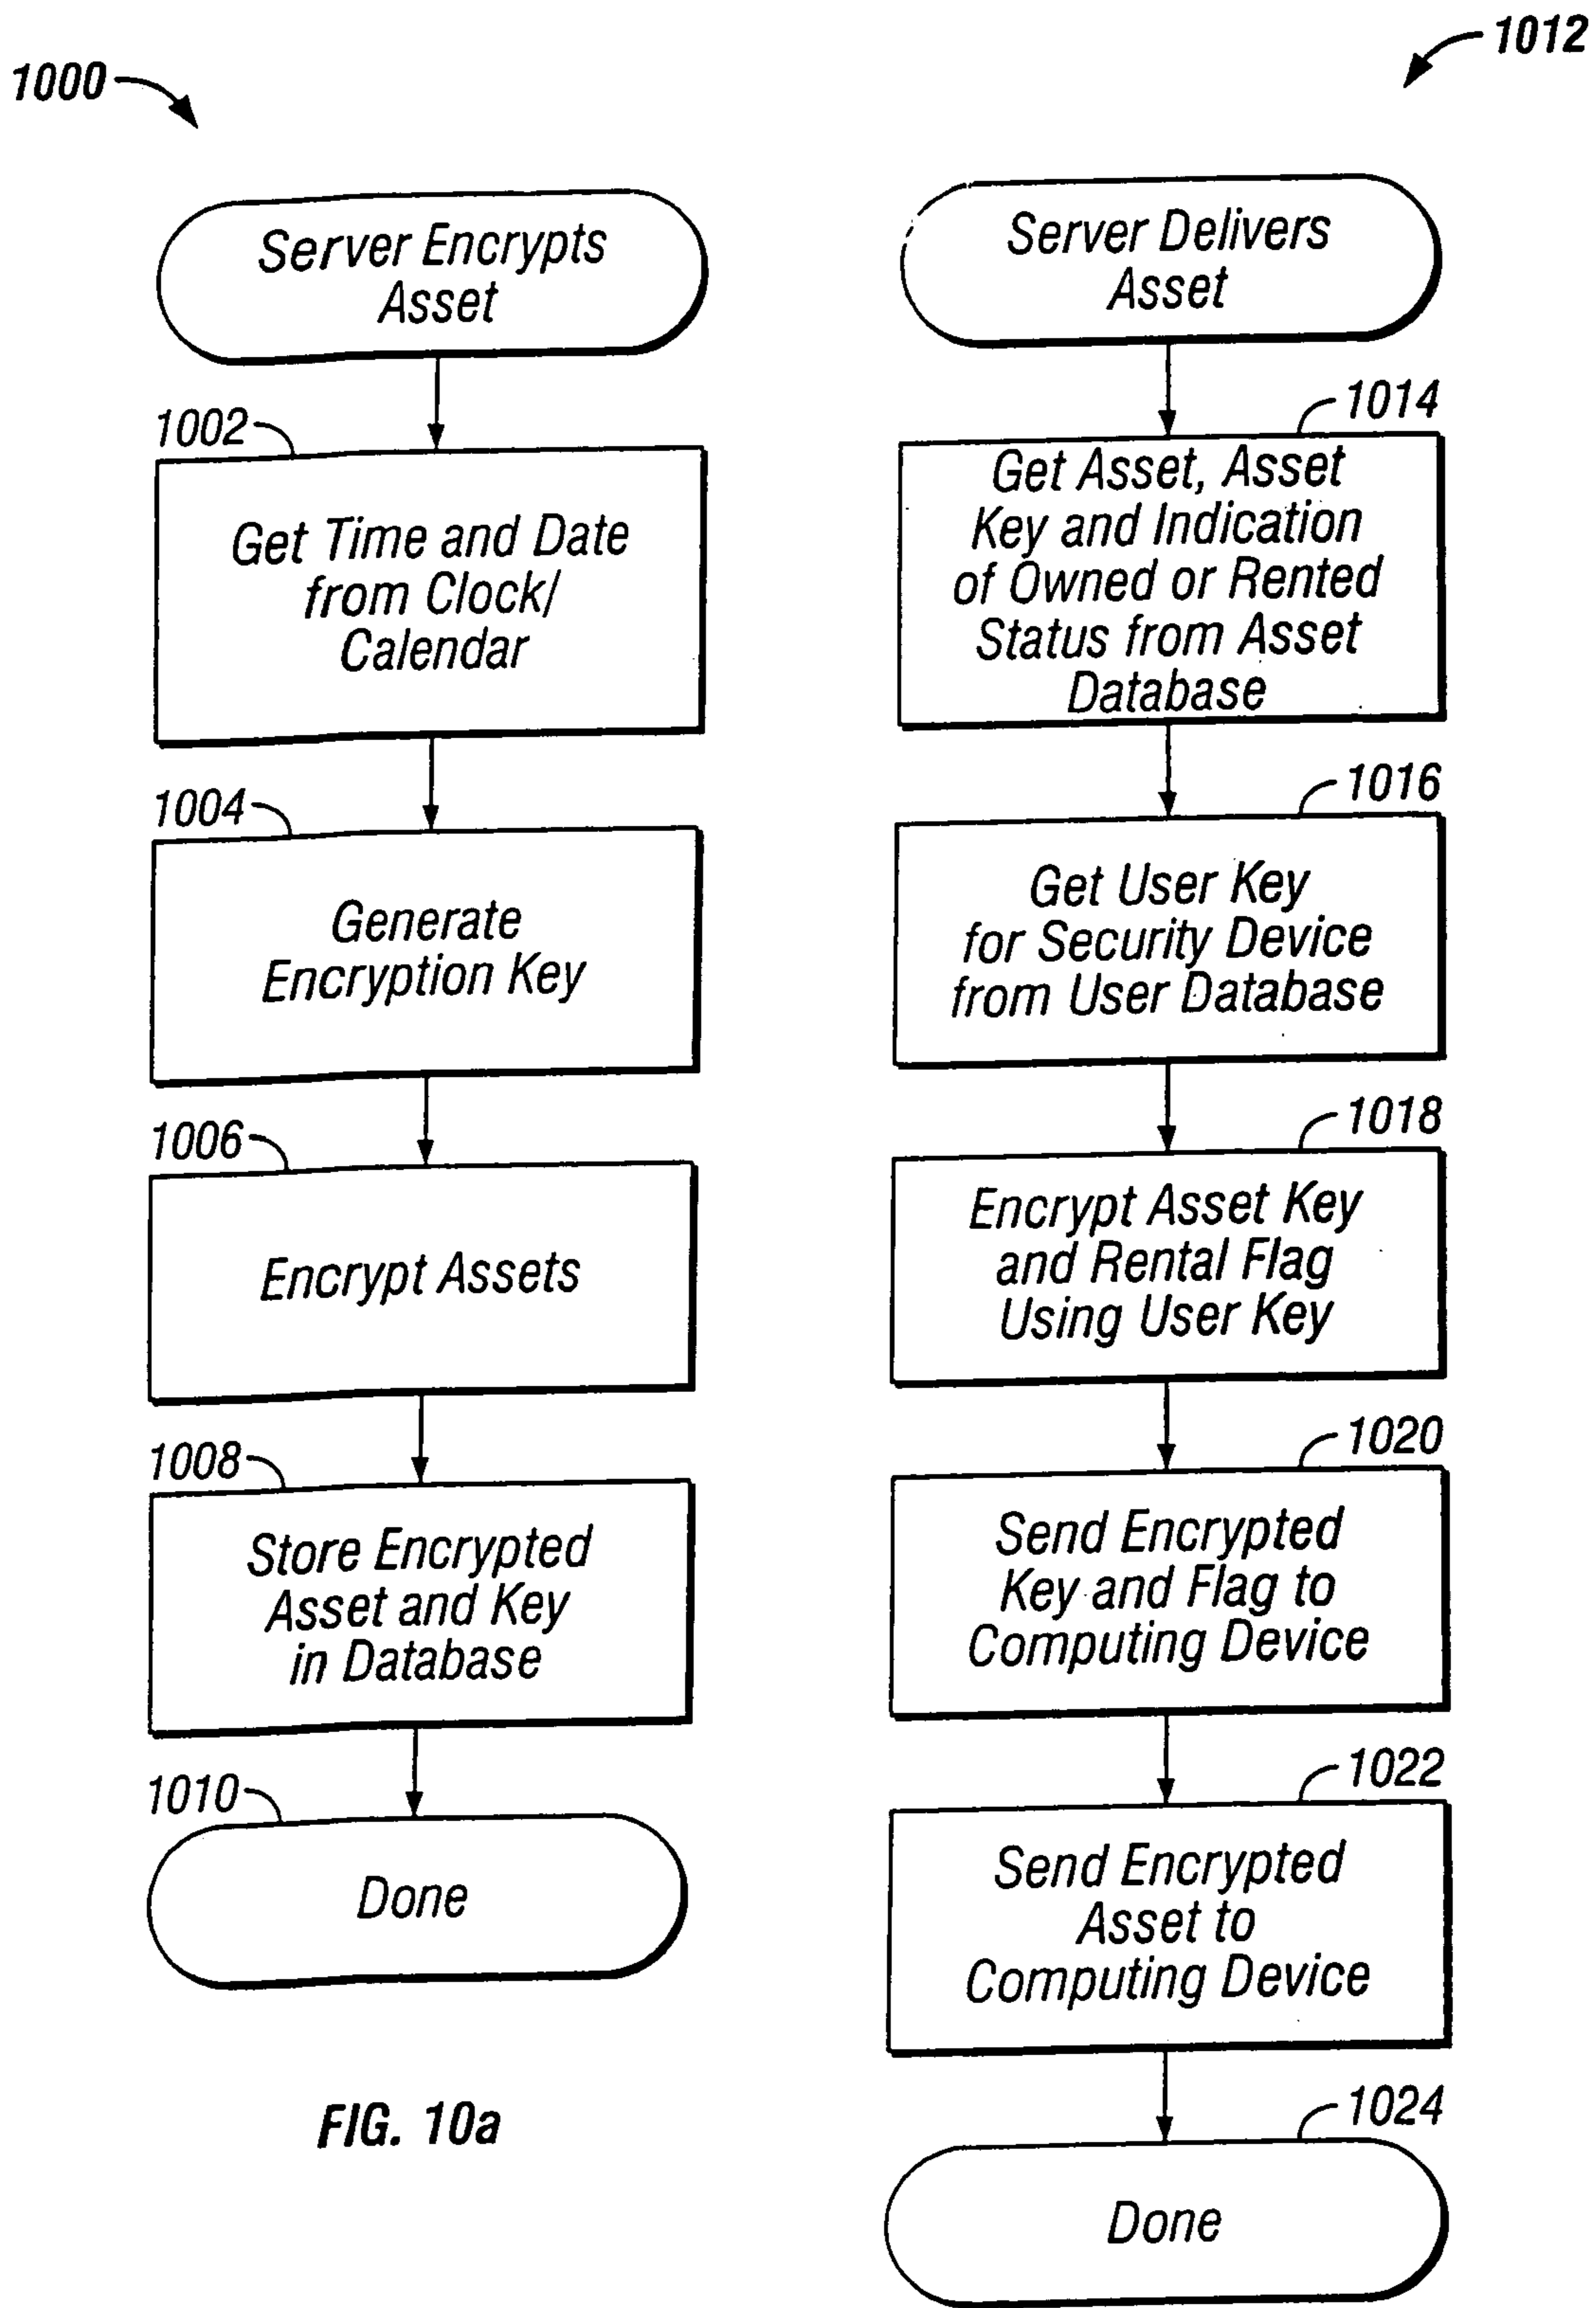 1000
Server Encrypts
Asset
1002
Get Time and Date
from Clock/
Calendar
1004
Generate
Encryption Key
1006
Encrypt Assets
1008
Store Encrypted
Asset and Key
in Database
1010
Done
FIG. 10a
1012
Server Delivers
Asset
1014
Get Asset, Asset
Key and Indication
of Owned or Rented
Status from Asset
Database
1016
Get User Key
for Security Device
from User Database
1018
Encrypt Asset Key
and Rental Flag
Using User Key
1020
Send Encrypted
Key and Flag to
Computing Device
1022
Send Encrypted
Asset to
Computing Device
1024
Done